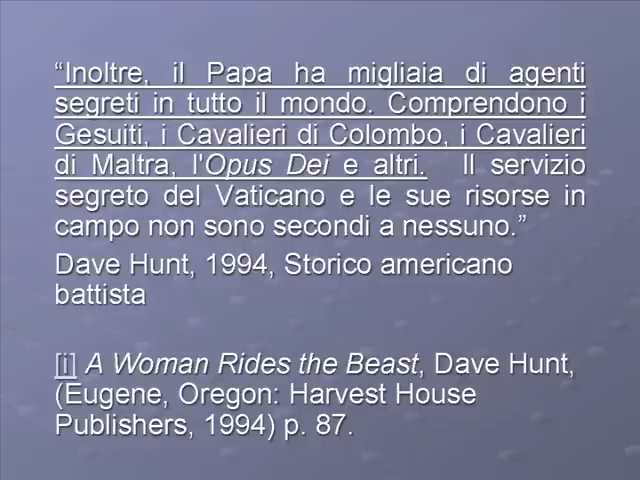 “Inoltre, il Papa ha migliaia di agenti
segreti in tutto il mondo. Comprendono i
Gesuiti, i Cavalieri di Colombo, i Cavalieri
di Maltra, l'Opus Dei e altri. Il servizio
segreto del Vaticano e le sue risorse in
campo non sono secondi a nessuno.”
Dave Hunt, 1994, Storico americano
battista
[i] A Woman Rides the Beast, Dave Hunt,
(Eugene, Oregon: Harvest House
Publishers, 1994) p. 87.